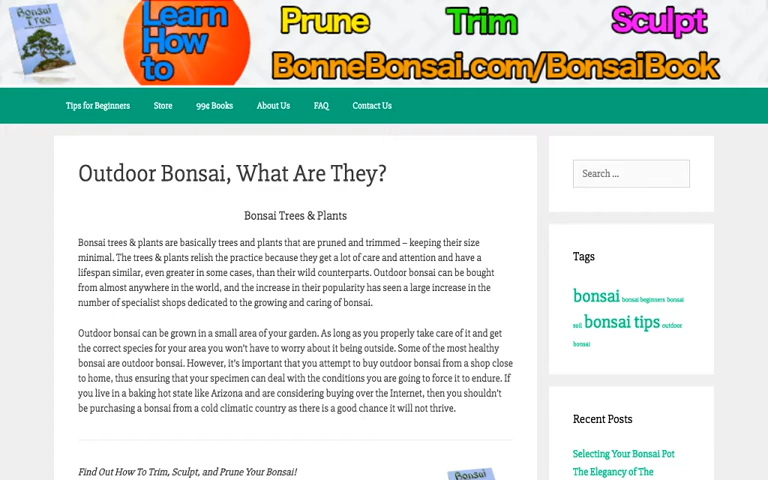 Bonsai
Tree
Learn
How
to
Prune
Trim
Sculpt
BonneBonsai.com/BonsaiBook
Tips for Beginners
Store
99¢ Books
About Us
FAQ
Contact Us
Outdoor Bonsai, What Are They?
Bonsai Trees & Plants
Bonsai trees & plants are basically trees and plants that are pruned and trimmed – keeping their size
minimal. The trees & plants relish the practice because they get a lot of care and attention and have a
lifespan similar, even greater in some cases, than their wild counterparts. Outdoor bonsai can be bought
from almost anywhere in the world, and the increase in their popularity has seen a large increase in the
number of specialist shops dedicated to the growing and caring of bonsai.
Outdoor bonsai can be grown in a small area of your garden. As long as you properly take care of it and get
the correct species for your area you won't have to worry about it being outside. Some of the most healthy
bonsai are outdoor bonsai. However, it's important that you attempt to buy outdoor bonsai from a shop close
to home, thus ensuring that your specimen can deal with the conditions you are going to force it to endure. If
you live in a baking hot state like Arizona and are considering buying over the Internet, then you shouldn't
be purchasing a bonsai from a cold climatic country as there is a good chance it will not thrive.
Find Out How To Trim, Sculpt, and Prune Your Bonsai!
Bonsai
Search …
Tags
bonsai bonsai beginners bonsai
soil bonsai tips outdoor
bonsai
Recent Posts
Selecting Your Bonsai Pot
The Elegancy of The